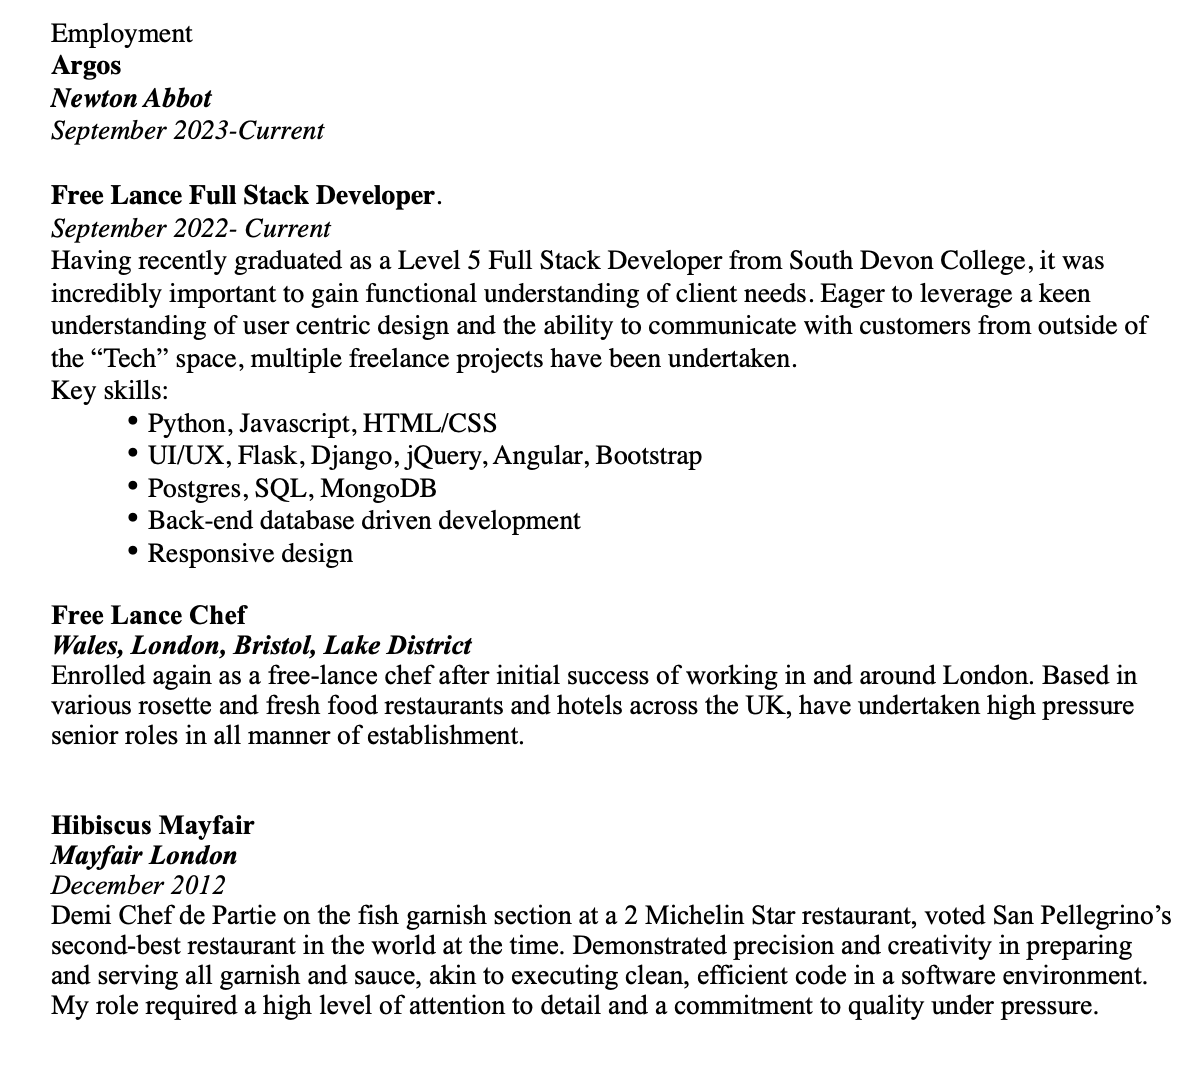 Employment
Argos
Newton Abbot
September 2023-Current
Free Lance Full Stack Developer.
September 2022- Current
Having recently graduated as a Level 5 Full Stack Developer from South Devon College, it was
incredibly important to gain functional understanding of client needs. Eager to leverage a keen
understanding of user centric design and the ability to communicate with customers from outside of
the “Tech” space, multiple freelance projects have been undertaken.
Key skills:
• Python, Javascript, HTML/CSS
• UI/UX, Flask, Django, jQuery, Angular, Bootstrap
• Postgres, SQL, MongoDB
• Back-end database driven development
• Responsive design
Free Lance Chef
Wales, London, Bristol, Lake District
Enrolled again as a free-lance chef after initial success of working in and around London. Based in
various rosette and fresh food restaurants and hotels across the UK, have undertaken high pressure
senior roles in all manner of establishment.
Hibiscus Mayfair
Mayfair London
December 2012
Demi Chef de Partie on the fish garnish section at a 2 Michelin Star restaurant, voted San Pellegrino’s
second-best restaurant in the world at the time. Demonstrated precision and creativity in preparing
and serving all garnish and sauce, akin to executing clean, efficient code in a software environment.
My role required a high level of attention to detail and a commitment to quality under pressure.